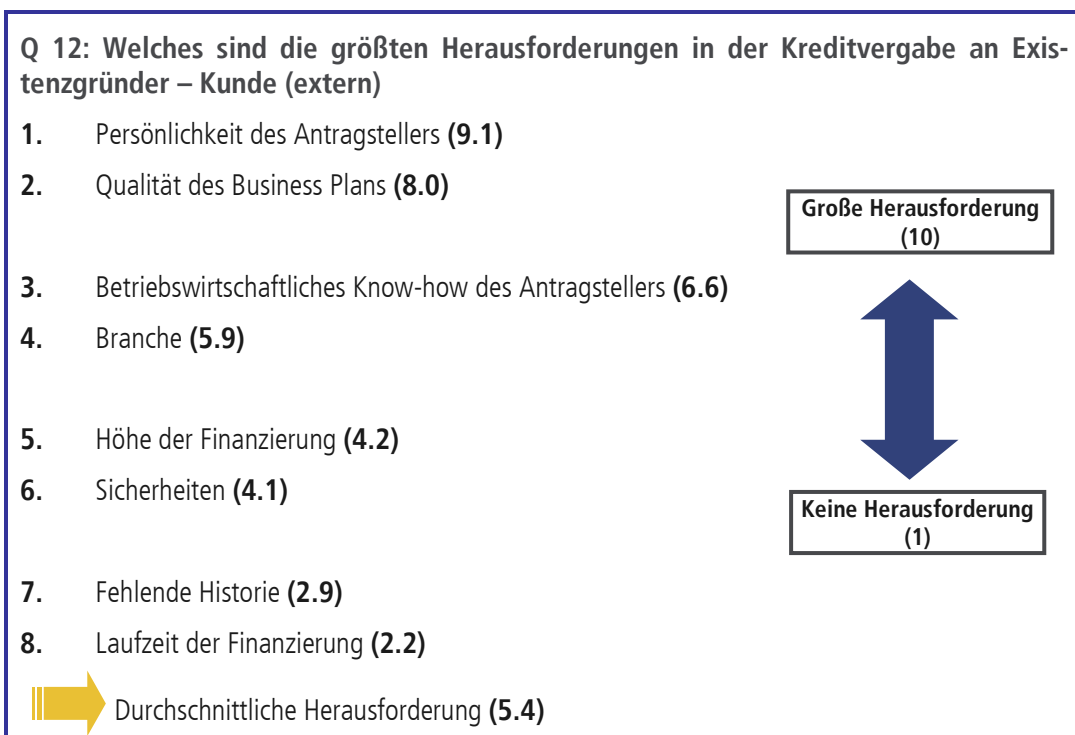 Q 12: Welches sind die größten Herausforderungen in der Kreditvergabe an Exis-
tenzgründer – Kunde (extern)
1. Persönlichkeit des Antragstellers (9.1)
2. Qualität des Business Plans (8.0)
Große Herausforderung
(10)
3. Betriebswirtschaftliches Know-how des Antragstellers (6.6)
4. Branche (5.9)
5. Höhe der Finanzierung (4.2)
6. Sicherheiten (4.1)
Keine Herausforderung
(1)
7. Fehlende Historie (2.9)
8. Laufzeit der Finanzierung (2.2)
Durchschnittliche Herausforderung (5.4)